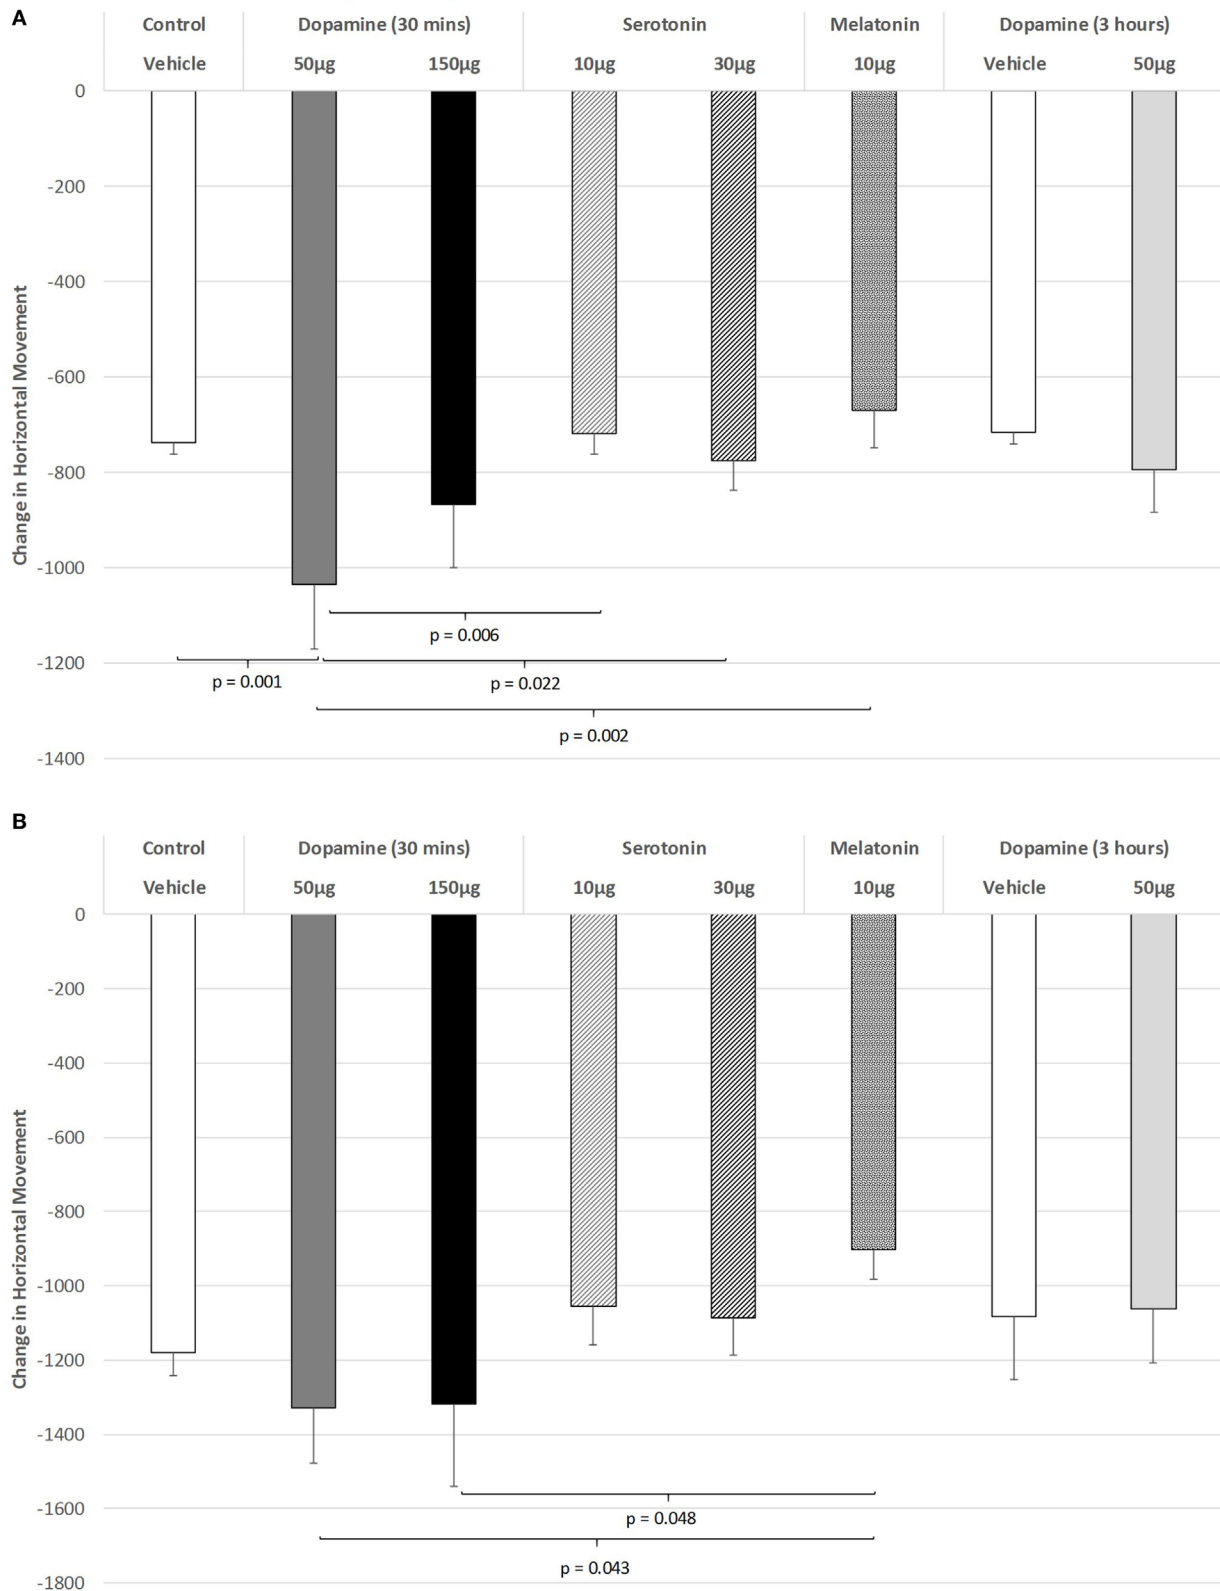 A
Control Dopamine (30 mins) Serotonin Melatonin Dopamine (3 hours)
Vehicle 50µg 150µg 10µg 30µg 10µg Vehicle 50µg
0
-200
-400
-600
-800
-1000
-1200
-1400
Change in Horizontal Movement
p = 0.006
p = 0.001 p = 0.022
p = 0.002
B
Control Dopamine (30 mins) Serotonin Melatonin Dopamine (3 hours)
Vehicle 50µg 150µg 10µg 30µg 10µg Vehicle 50µg
0
-200
-400
-600
-800
-1000
-1200
-1400
-1600
-1800
Change in Horizontal Movement
p = 0.048
p = 0.043